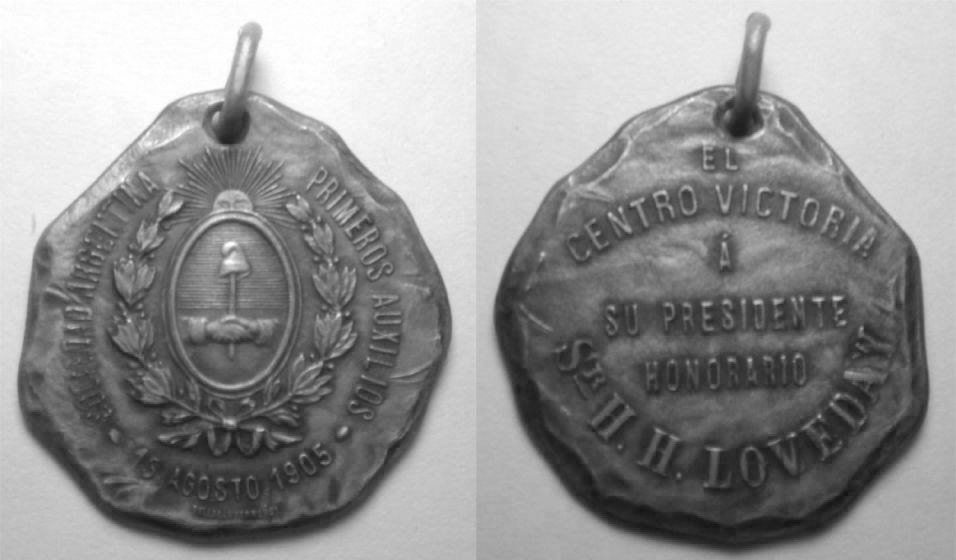 SOCIEDAD ARGENTINA
PRIMEROS AUXILIOS
• 15 AGOSTO 1905 •
EL
CENTRO VICTORIA
Á
SU PRESIDENTE
HONORARIO
SR H. H. LOVEDAY